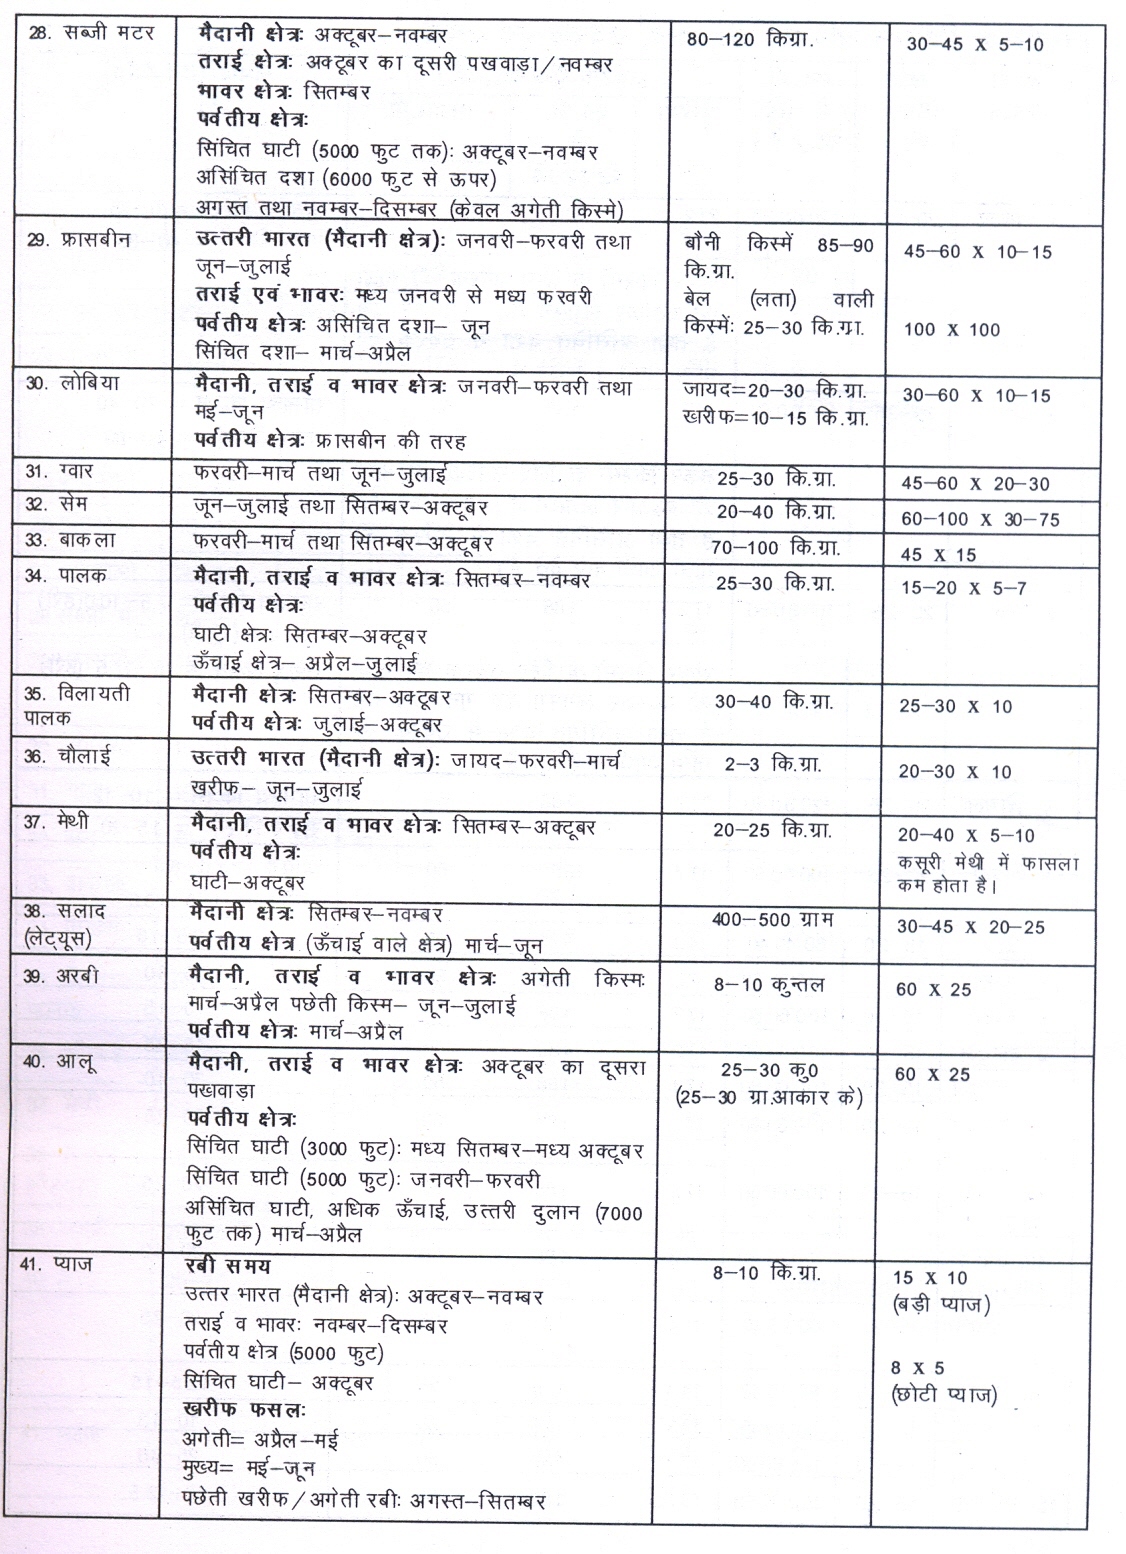 28. सब्जी मटर
मैदानी क्षेत्रः अक्टूबर–नवम्बर
तराई क्षेत्रः अक्टूबर का दूसरी पखवाड़ा/नवम्बर
भावर क्षेत्रः सितम्बर
पर्वतीय क्षेत्रः
सिंचित घाटी (5000 फुट तक)ः अक्टूबर–नवम्बर
असिंचित दशा (6000 फुट से ऊपर)
अगस्त तथा नवम्बर–दिसम्बर (केवल अगेती किस्मे)
80–120 किग्रा.
30–45 X 5–10
29. फ्रासबीन
उत्तरी भारत (मैदानी क्षेत्र)ः जनवरी–फरवरी तथा
जून–जुलाई
तराई एवं भावरः मध्य जनवरी से मध्य फरवरी
पर्वतीय क्षेत्रः असिंचित दशा– जून
सिंचित दशा– मार्च–अप्रैल
बौनी किस्में 85–90
कि.ग्रा.
बेल (लता) वाली
किस्मेंः 25–30 कि.ग्रा.
45–60 X 10–15
100 X 100
30. लोबिया
मैदानी, तराई व भावर क्षेत्रः जनवरी–फरवरी तथा
मई–जून
पर्वतीय क्षेत्रः फ्रासबीन की तरह
जायद=20–30 कि.ग्रा.
खरीफ=10–15 कि.ग्रा.
30–60 X 10–15
31. ग्वार
फरवरी–मार्च तथा जून–जुलाई
25–30 कि.ग्रा.
45–60 X 20–30
32. सेम
जून–जुलाई तथा सितम्बर–अक्टूबर
20–40 कि.ग्रा.
60–100 X 30–75
33. बाकला
फरवरी–मार्च तथा सितम्बर–अक्टूबर
70–100 कि.ग्रा.
45 X 15
34. पालक
मैदानी, तराई व भावर क्षेत्रः सितम्बर–नवम्बर
पर्वतीय क्षेत्रः
घाटी क्षेत्रः सितम्बर–अक्टूबर
ऊँचाई क्षेत्र– अप्रैल–जुलाई
25–30 कि.ग्रा.
15–20 X 5–7
35. विलायती
पालक
मैदानी क्षेत्रः सितम्बर–अक्टूबर
पर्वतीय क्षेत्रः जुलाई–अक्टूबर
30–40 कि.ग्रा.
25–30 X 10
36. चौलाई
उत्तरी भारत (मैदानी क्षेत्र)ः जायद–फरवरी–मार्च
खरीफ– जून–जुलाई
2–3 कि.ग्रा.
20–30 X 10
37. मेथी
मैदानी, तराई व भावर क्षेत्रः सितम्बर–अक्टूबर
पर्वतीय क्षेत्रः
घाटी–अक्टूबर
20–25 कि.ग्रा.
20–40 X 5–10
कसूरी मेथी में फासला
कम होता है।
38. सलाद
(लेट्यूस)
मैदानी क्षेत्रः सितम्बर–नवम्बर
पर्वतीय क्षेत्र (ऊँचाई वाले क्षेत्र) मार्च–जून
400–500 ग्राम
30–45 X 20–25
39. अरबी
मैदानी, तराई व भावर क्षेत्रः अगेती किस्मः
मार्च–अप्रैल पछेती किस्म– जून–जुलाई
पर्वतीय क्षेत्रः मार्च–अप्रैल
8–10 कुन्तल
60 X 25
40. आलू
मैदानी, तराई व भावर क्षेत्रः अक्टूबर का दूसरा
पखवाड़ा
पर्वतीय क्षेत्रः
सिंचित घाटी (3000 फुट)ः मध्य सितम्बर–मध्य अक्टूबर
सिंचित घाटी (5000 फुट)ः जनवरी–फरवरी
असिंचित घाटी, अधिक ऊँचाई, उत्तरी दुलान (7000
फुट तक) मार्च–अप्रैल
25–30 कु0
(25–30 ग्रा.आकार के)
60 X 25
41. प्याज
रबी समय
उत्तर भारत (मैदानी क्षेत्र)ः अक्टूबर–नवम्बर
तराई व भावरः नवम्बर–दिसम्बर
पर्वतीय क्षेत्र (5000 फुट)
सिंचित घाटी– अक्टूबर
खरीफ फसलः
अगेती= अप्रैल–मई
मुख्य= मई–जून
पछेती खरीफ/अगेती रबीः अगस्त–सितम्बर
8–10 कि.ग्रा.
15 X 10
(बड़ी प्याज)
8 X 5
(छोटी प्याज)